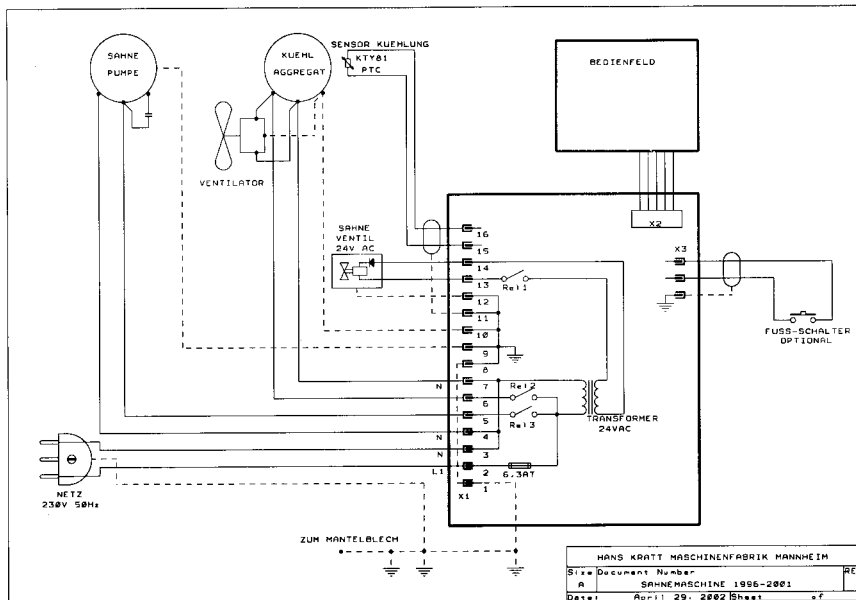 SAHNE
PUMPE
KUEHL
AGGREGAT
SENSOR KUEHLUNG
KTY81
PTC
BEDIENFELD
VENTILATOR
SAHNE
VENTIL
24V AC
X2
X3
16
15
14
13
Rel1
12
11
10
9
8
N
7
Rel2
6
5
Rel3
TRANSFORMER
24VAC
N
4
N
3
L1
2
6.3AT
X1
1
FUSS-SCHALTER
OPTIONAL
NETZ
230V 50Hz
ZUM MANTELBLECH
HANS KRATT MASCHINENFABRIK MANNHEIM
Size Document Number
RE
A SAHNEMASCHINE 1996-2001
Date: April 29, 2002 Sheet of